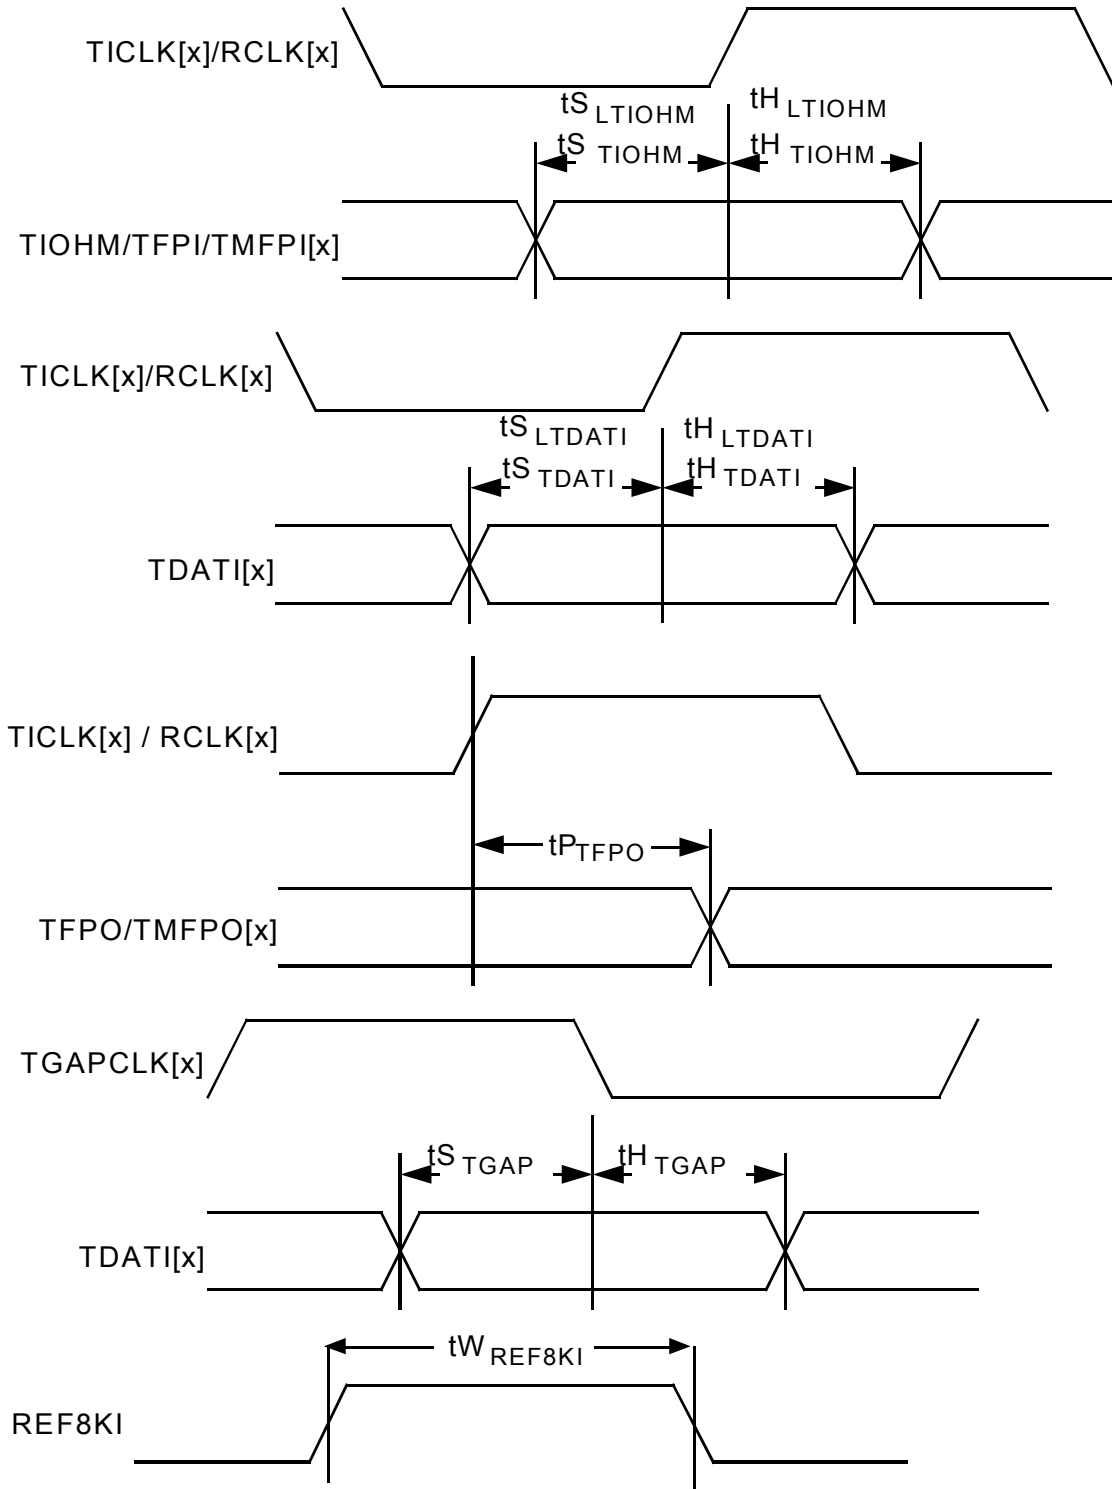 TICLK[x]/RCLK[x]
tS LTIOHM tH LTIOHM
tS TIOHM tH TIOHM
TIOHM/TFPI/TMFPI[x]
TICLK[x]/RCLK[x]
tS LTDATI tH LTDATI
tS TDATI tH TDATI
TDATI[x]
TICLK[x] / RCLK[x]
tPTFPO
TFPO/TMFPO[x]
TGAPCLK[x]
tS TGAP tH TGAP
TDATI[x]
tW REF8KI
REF8KI